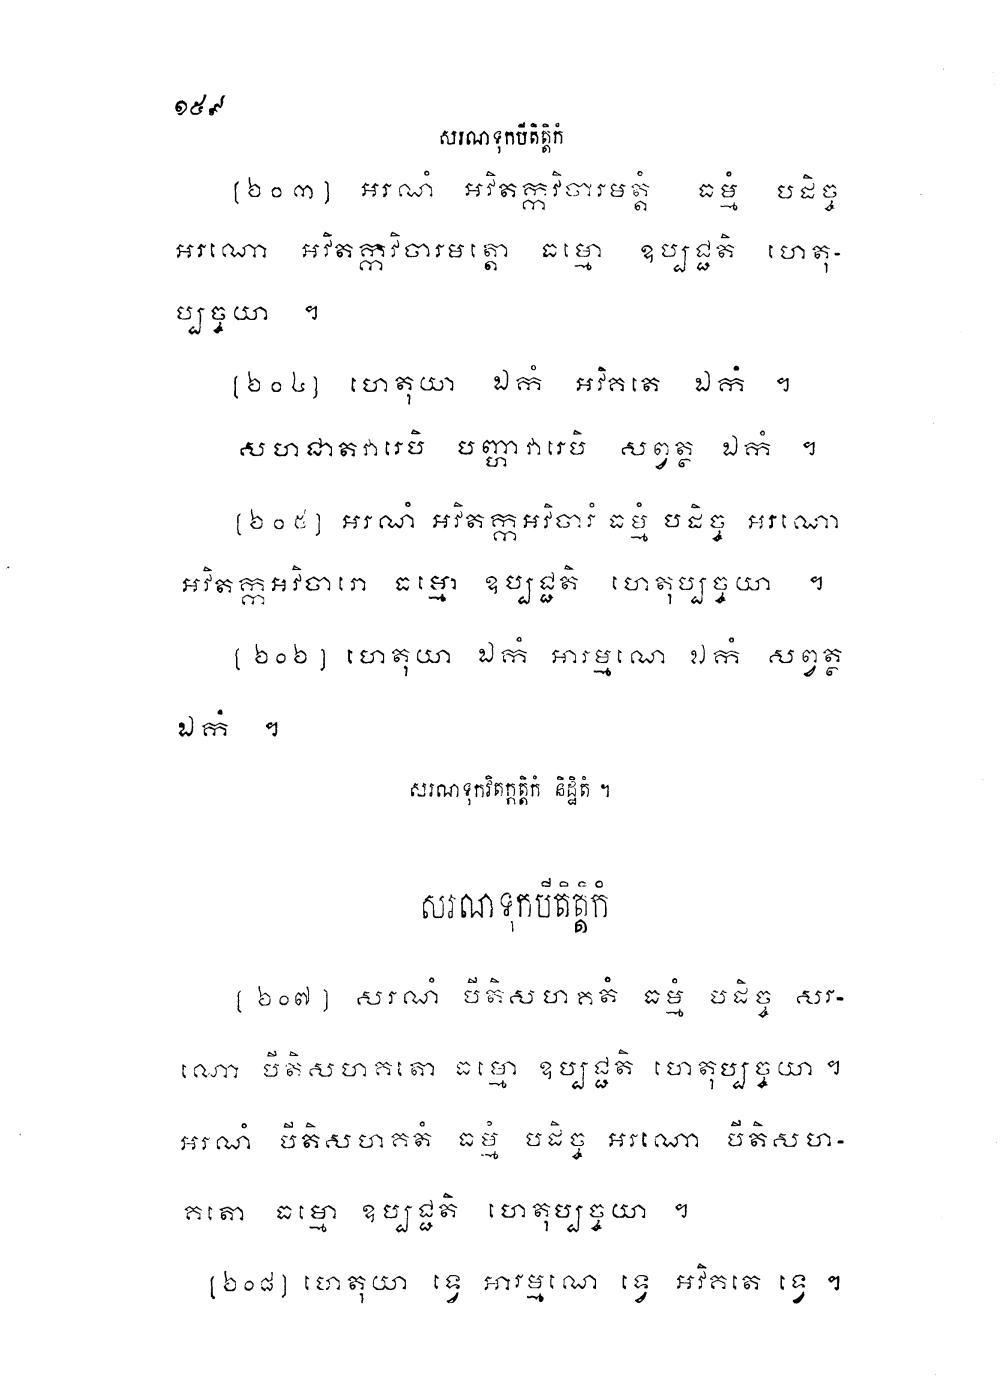 ១៥៩
សរណទុកបីតិត្តិកំ
(២០៣) អរណំ អវិតក្កវិចារមត្តំ ធម្មំ បដិច្ច
អរណោ អវិតក្កវិចារមត្តោ ធម្មោ ឧប្បជ្ជតិ ហេតុ-
ប្បច្ចយា ។
(២០៤) ហេតុយា ឯកំ អវិគតេ ឯកំ ។
សហជាតវារេបិ បញ្ហាវារេបិ សព្វត្ថ ឯកំ ។
(២០៥) អរណំ អវិតក្កអវិចារំ ធម្មំ បដិច្ច អរណោ
អវិតក្កអវិចារោ ធម្មោ ឧប្បជ្ជតិ ហេតុប្បច្ចយា ។
(២០៦) ហេតុយា ឯកំ អារម្មណេ ឯកំ សព្វត្ថ
ឯកំ ។
សរណទុកវិតក្កត្តិកំ និដ្ឋិតំ ។
សរណទុកបីតិត្តិកំ
(២០៧) សរណំ បីតិសហគតំ ធម្មំ បដិច្ច សរ-
ណោ បីតិសហគតោ ធម្មោ ឧប្បជ្ជតិ ហេតុប្បច្ចយា ។
អរណំ បីតិសហគតំ ធម្មំ បដិច្ច អរណោ បីតិសហ-
គតោ ធម្មោ ឧប្បជ្ជតិ ហេតុប្បច្ចយា ។
(២០៨) ហេតុយា ទ្វេ អារម្មណេ ទ្វេ អវិគតេ ទ្វេ ។